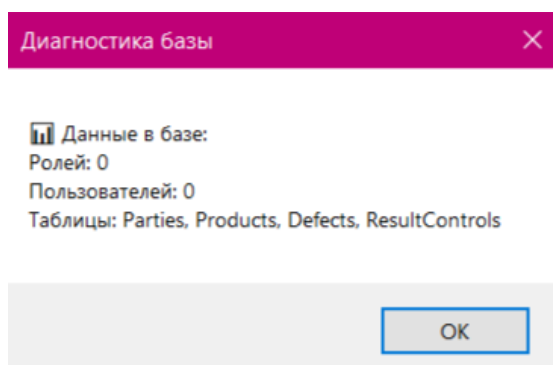 Диагностика базы
📊 Данные в базе:
Ролей: 0
Пользователей: 0
Таблицы: Parties, Products, Defects, ResultControls
OK